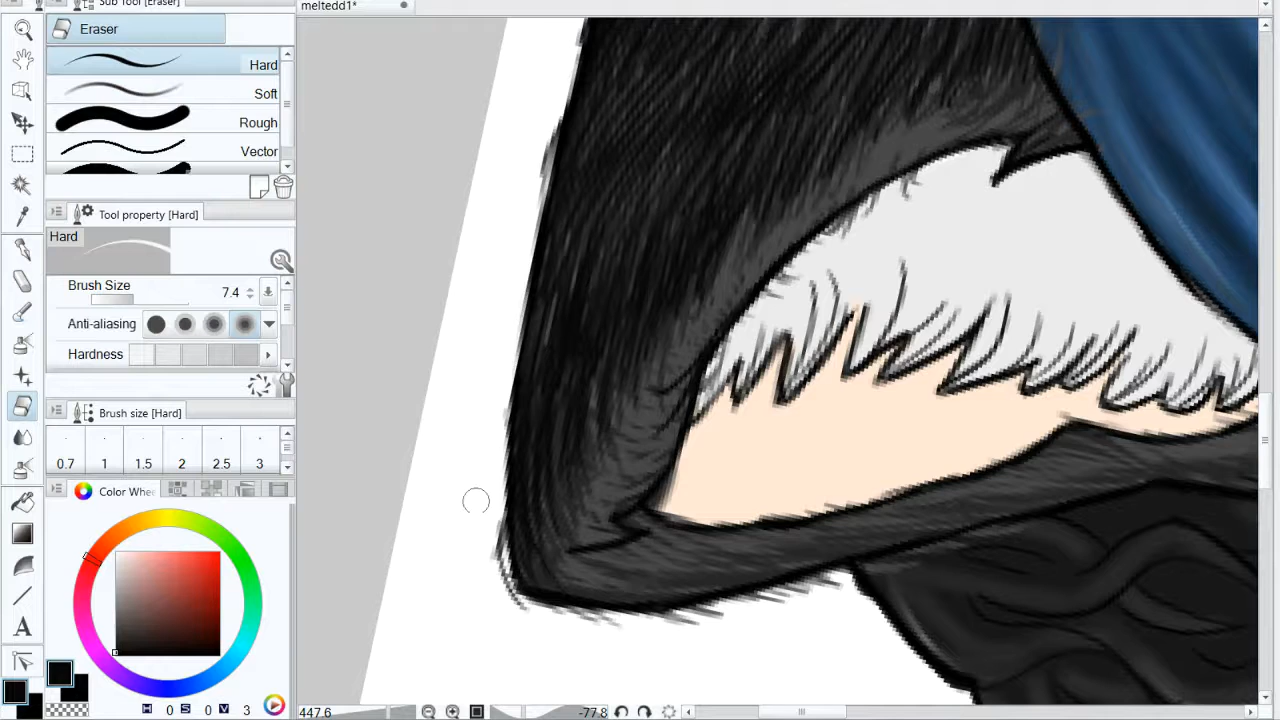 Sub Tool [Eraser]
meltedd1*
Eraser
Hard
Soft
Rough
Vector
Tool property [Hard]
Hard
Brush Size 7.4
Anti-aliasing
Hardness
Brush size [Hard]
0.7 1 1.5 2 2.5 3
Color Whee
H 0 S 0 V 3
447.6 -77.8